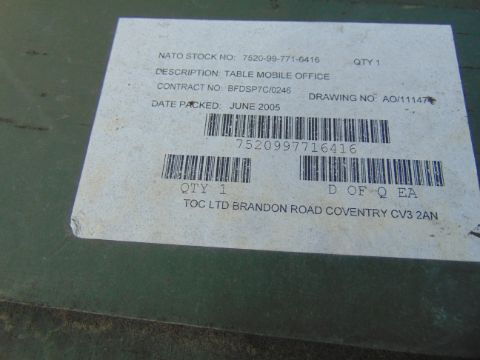 NATO STOCK NO: 7520-99-771-6416 QTY 1
DESCRIPTION: TABLE MOBILE OFFICE
CONTRACT NO: BFDSP7C/0246 DRAWING NO: AO/11147
DATE PACKED: JUNE 2005
7520997716416
QTY 1 D OF Q EA
TOC LTD BRANDON ROAD COVENTRY CV3 2AN